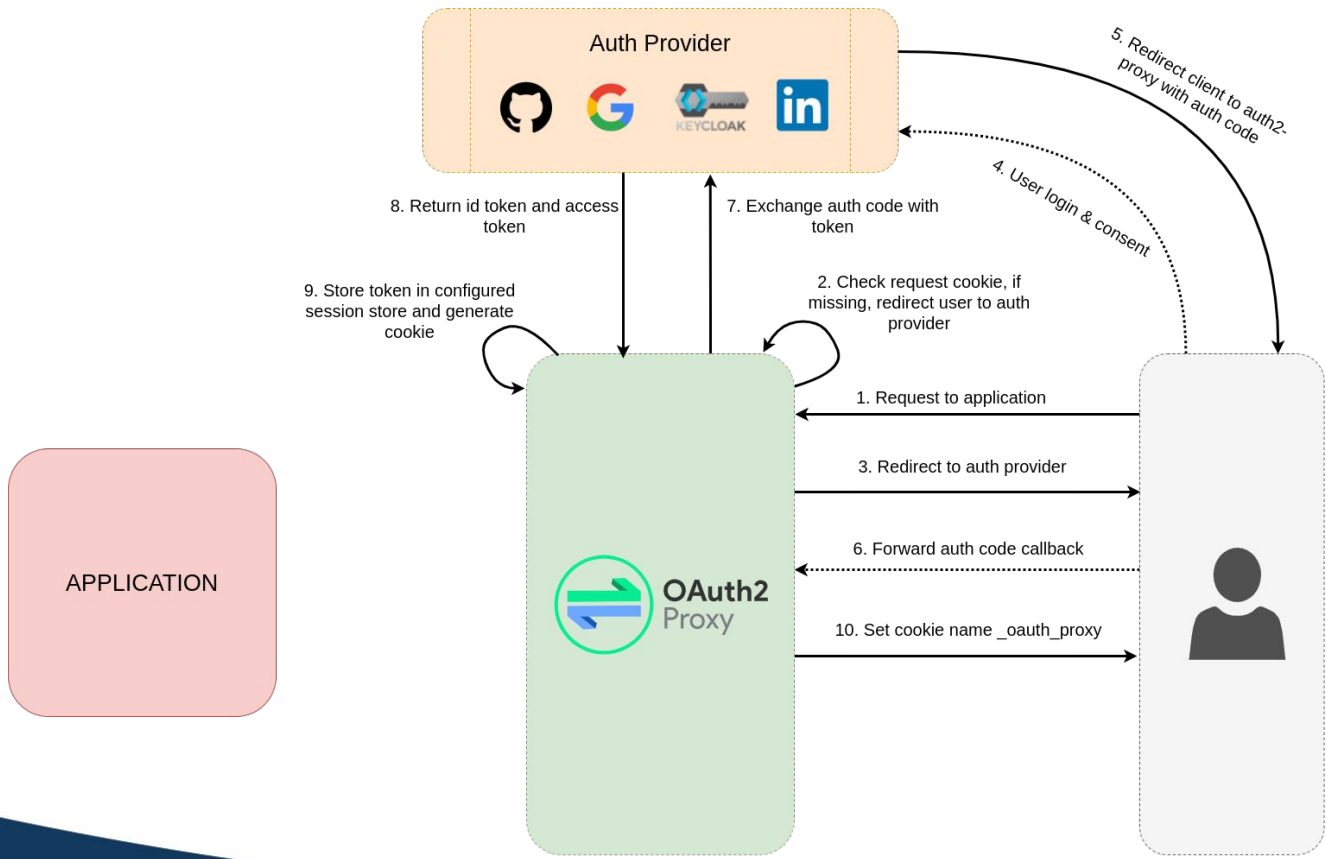 Auth Provider
KEYCLOAK
in
5. Redirect client to auth2-
proxy with auth code
4. User login & consent
8. Return id token and access
token
7. Exchange auth code with
token
9. Store token in configured
session store and generate
cookie
2. Check request cookie, if
missing, redirect user to auth
provider
1. Request to application
3. Redirect to auth provider
6. Forward auth code callback
10. Set cookie name _oauth_proxy
OAuth2
Proxy
APPLICATION